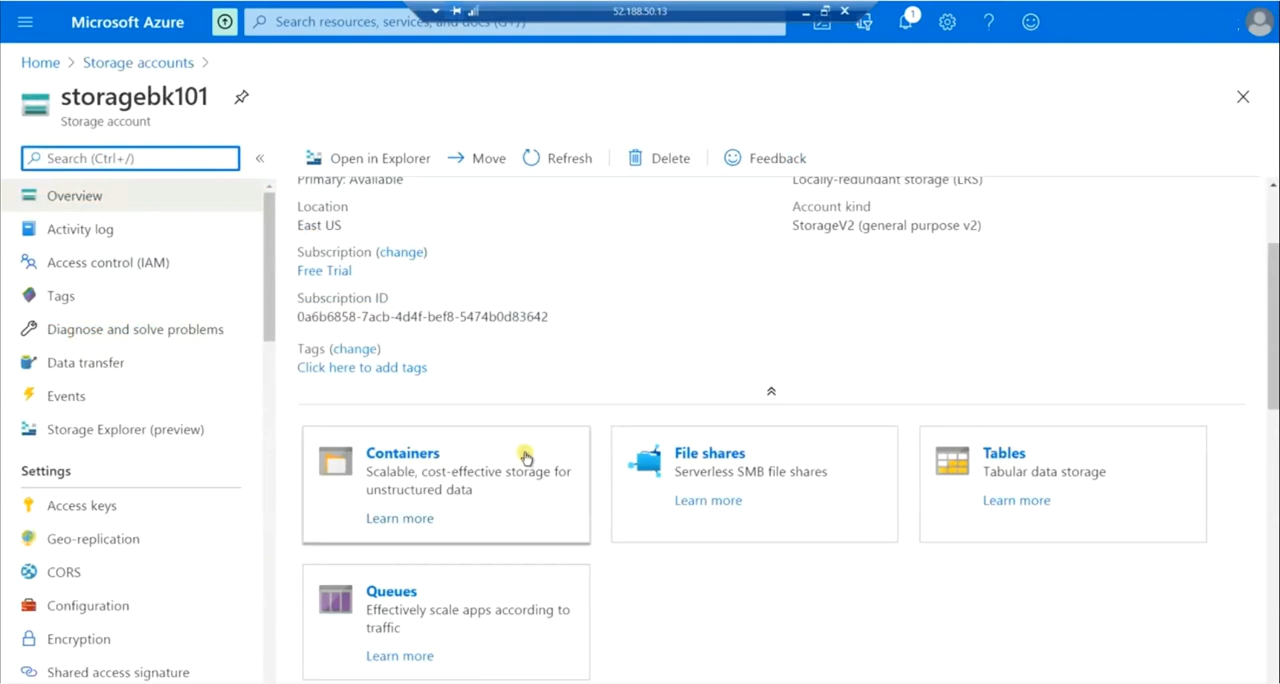 52.188.50.13
Microsoft Azure
Search resources, services, and docs (G+/)
1
Home > Storage accounts >
storagebk101
Storage account
Search (Ctrl+/)
«
Open in Explorer
Move
Refresh
Delete
Feedback
Overview
Activity log
Access control (IAM)
Tags
Diagnose and solve problems
Data transfer
Events
Storage Explorer (preview)
Settings
Access keys
Geo-replication
CORS
Configuration
Encryption
Shared access signature
Primary: Available
Location
East US
Subscription (change)
Free Trial
Subscription ID
0a6b6858-7acb-4d4f-bef8-5474b0d83642
Tags (change)
Click here to add tags
Locally-redundant storage (LRS)
Account kind
StorageV2 (general purpose v2)
Containers
Scalable, cost-effective storage for
unstructured data
Learn more
File shares
Serverless SMB file shares
Learn more
Tables
Tabular data storage
Learn more
Queues
Effectively scale apps according to
traffic
Learn more